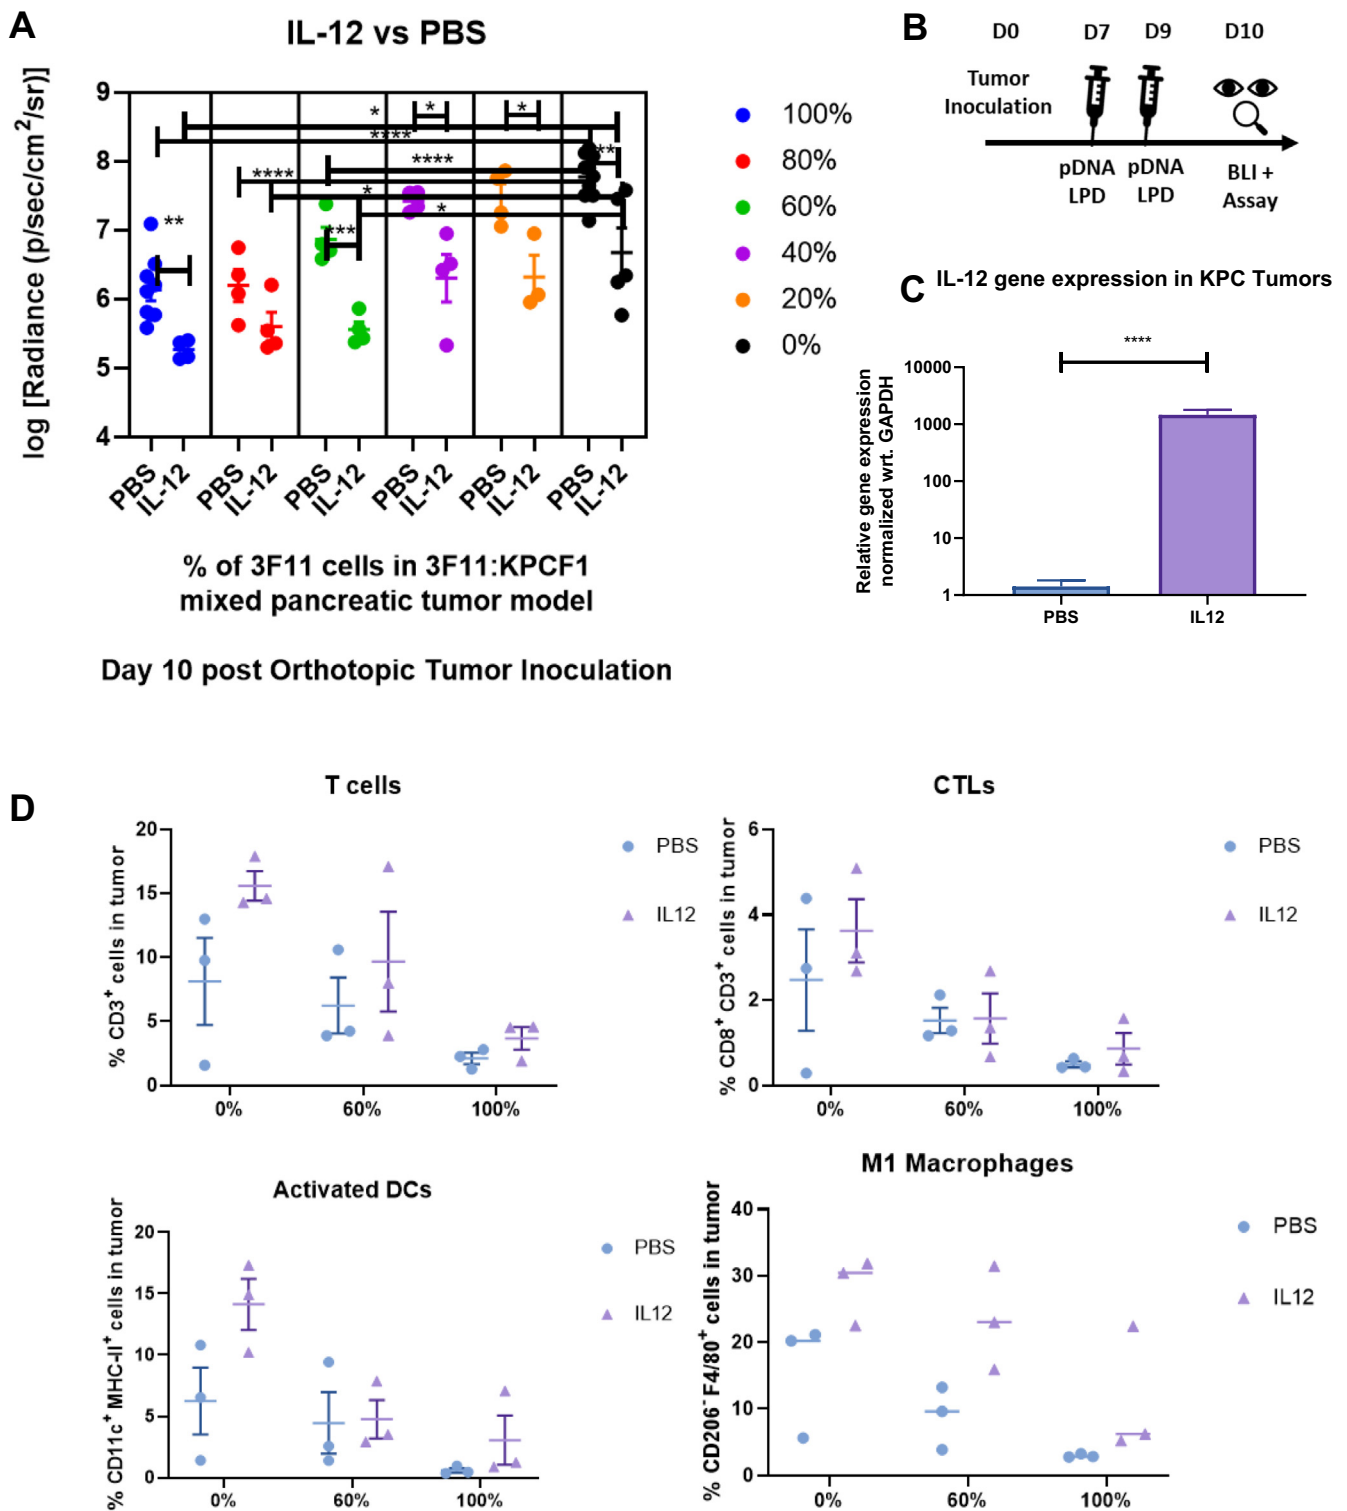 A
IL-12 vs PBS
log [Radiance (p/sec/cm²/sr)]
9
8
7
6
5
4
*
*
*
****
**
****
****
*
*
**
***
PBS
IL-12
PBS
IL-12
PBS
IL-12
PBS
IL-12
PBS
IL-12
PBS
IL-12
% of 3F11 cells in 3F11:KPCF1
mixed pancreatic tumor model
Day 10 post Orthotopic Tumor Inoculation
100%
80%
60%
40%
20%
0%
B
D0 D7 D9 D10
Tumor
Inoculation
pDNA
LPD
pDNA
LPD
BLI +
Assay
C
IL-12 gene expression in KPC Tumors
Relative gene expression
normalized wrt. GAPDH
10000
1000
100
10
1
****
PBS IL12
D
T cells
% CD3⁺ cells in tumor
20
15
10
5
0
0% 60% 100%
PBS
IL12
CTLs
% CD8⁺ CD3⁺ cells in tumor
6
4
2
0
0% 60% 100%
PBS
IL12
Activated DCs
% CD11c⁺ MHC-II⁺ cells in tumor
20
15
10
5
0
0% 60% 100%
PBS
IL12
M1 Macrophages
% CD206⁻ F4/80⁺ cells in tumor
40
30
20
10
0
0% 60% 100%
PBS
IL12